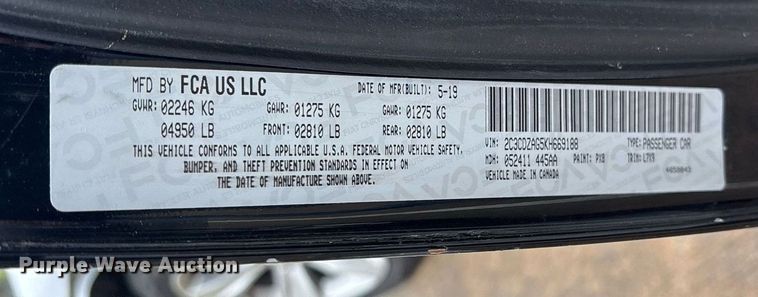 MFD BY FCA US LLC DATE OF MFR(BUILT): 5-19
GVWR: 02246 KG GAWR: 01275 KG GAWR: 01275 KG
04950 LB FRONT: 02810 LB REAR: 02810 LB
THIS VEHICLE CONFORMS TO ALL APPLICABLE U.S.A. FEDERAL MOTOR VEHICLE SAFETY,
BUMPER, AND THEFT PREVENTION STANDARDS IN EFFECT ON
THE DATE OF MANUFACTURE SHOWN ABOVE.
VIN: 2C3CDZAG5KH669188 TYPE: PASSENGER CAR
MDH: 052411 445AA PAINT: PX8 TRIM: L7X9
VEHICLE MADE IN CANADA 4658043
Purple Wave Auction